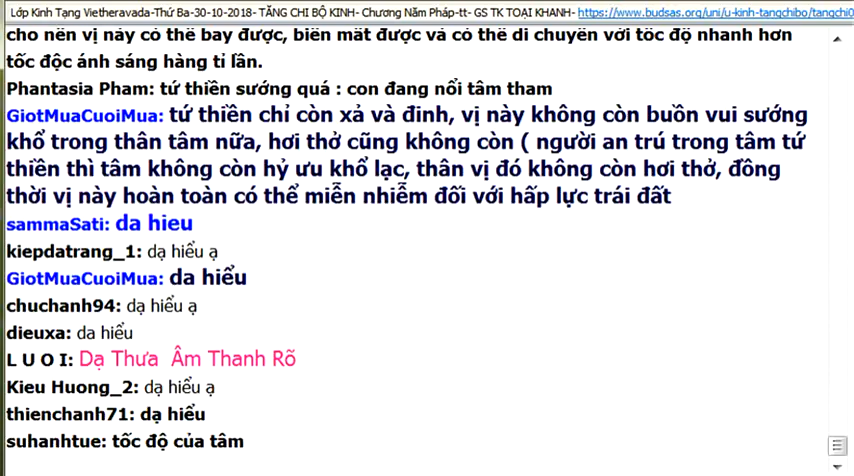 Lớp Kinh Tạng Vietheravada-Thứ Ba-30-10-2018- TĂNG CHI BỘ KINH- Chương Năm Pháp-tt- GS TK TOẠI KHANH- https://www.budsas.org/uni/u-kinh-tangchibo/tangchi0
cho nên vị này có thể bay được, biến mất được và có thể di chuyển với tốc độ nhanh hơn
tốc độc ánh sáng hàng tỉ lần.
Phantasia Pham: tứ thiền sướng quá : con đang nổi tâm tham
GiotMuaCuoiMua: tứ thiền chỉ còn xả và đinh, vị này không còn buồn vui sướng
khổ trong thân tâm nữa, hơi thở cũng không còn ( người an trú trong tâm tứ
thiền thì tâm không còn hỷ ưu khổ lạc, thân vị đó không còn hơi thở, đồng
thời vị này hoàn toàn có thể miễn nhiễm đối với hấp lực trái đất
sammaSati: da hieu
kiepdatrang_1: dạ hiểu ạ
GiotMuaCuoiMua: da hiểu
chuchanh94: dạ hiểu ạ
dieuxa: da hiểu
L U O I: Dạ Thưa Âm Thanh Rõ
Kieu Huong_2: dạ hiểu ạ
thienchanh71: dạ hiểu
suhanhtue: tốc độ của tâm